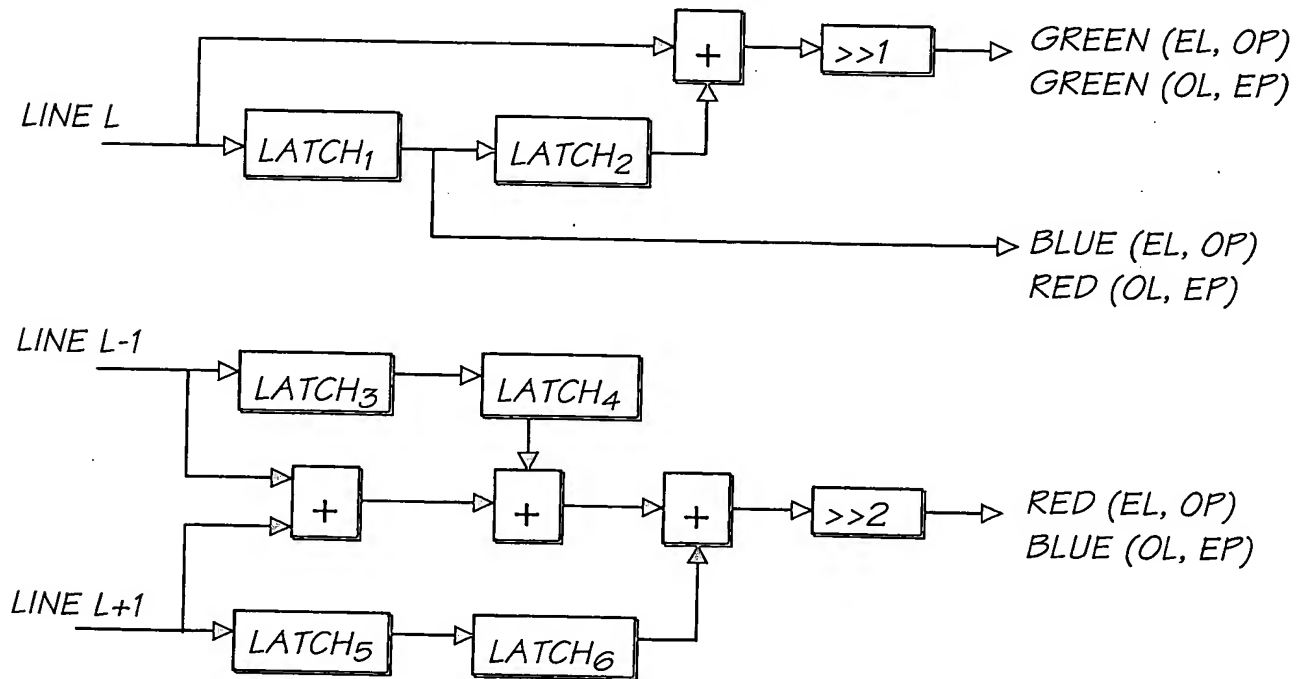 GREEN (EL, OP)
+
>>1
GREEN (OL, EP)
LINE L
LATCH1
LATCH2
BLUE (EL, OP)
RED (OL, EP)
LINE L-1
LATCH3
LATCH4
+
+
+
>>2
RED (EL, OP)
BLUE (OL, EP)
LINE L+1
LATCH5
LATCH6